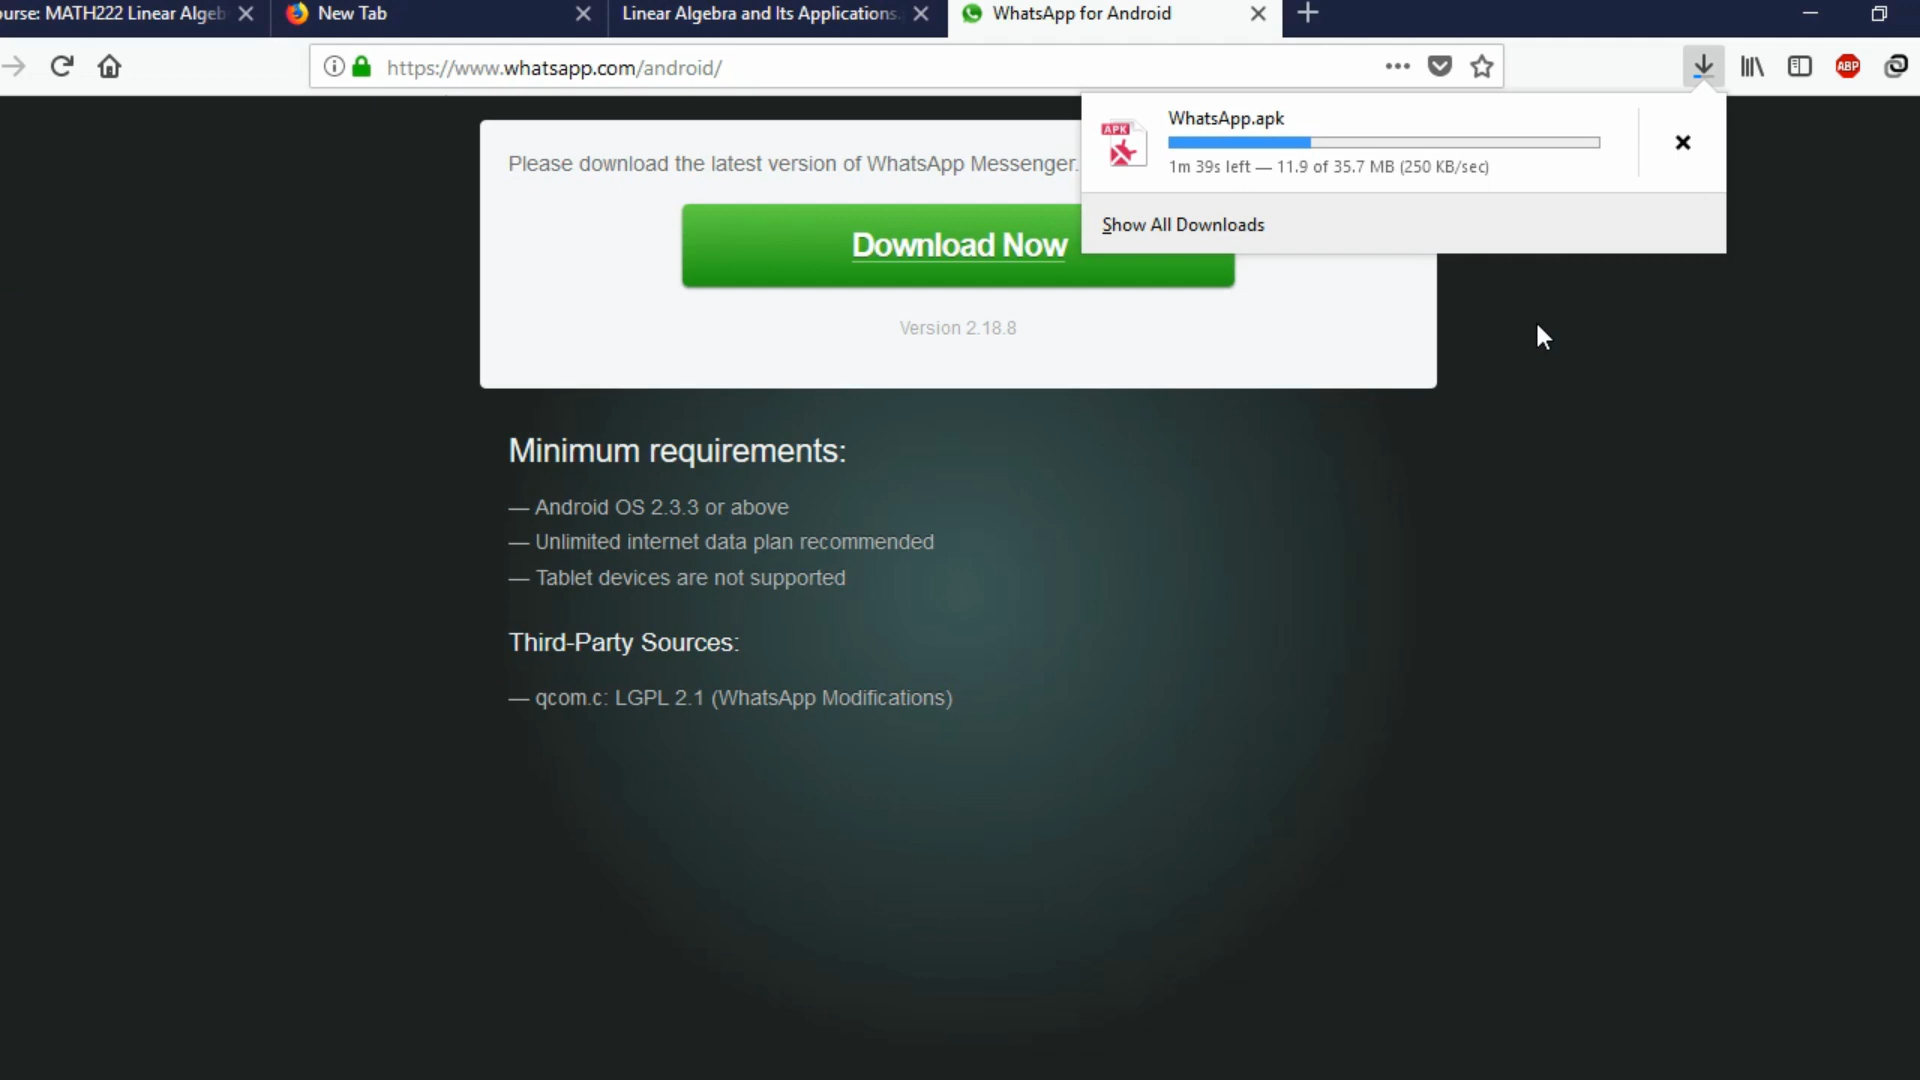 ourse: MATH222 Linear Algeb
New Tab
Linear Algebra and Its Applications.
WhatsApp for Android
https://www.whatsapp.com/android/
ABP
APK
WhatsApp.apk
1m 39s left — 11.9 of 35.7 MB (250 KB/sec)
Show All Downloads
Please download the latest version of WhatsApp Messenger.
Download Now
Version 2.18.8
Minimum requirements:
— Android OS 2.3.3 or above
— Unlimited internet data plan recommended
— Tablet devices are not supported
Third-Party Sources:
— qcom.c: LGPL 2.1 (WhatsApp Modifications)